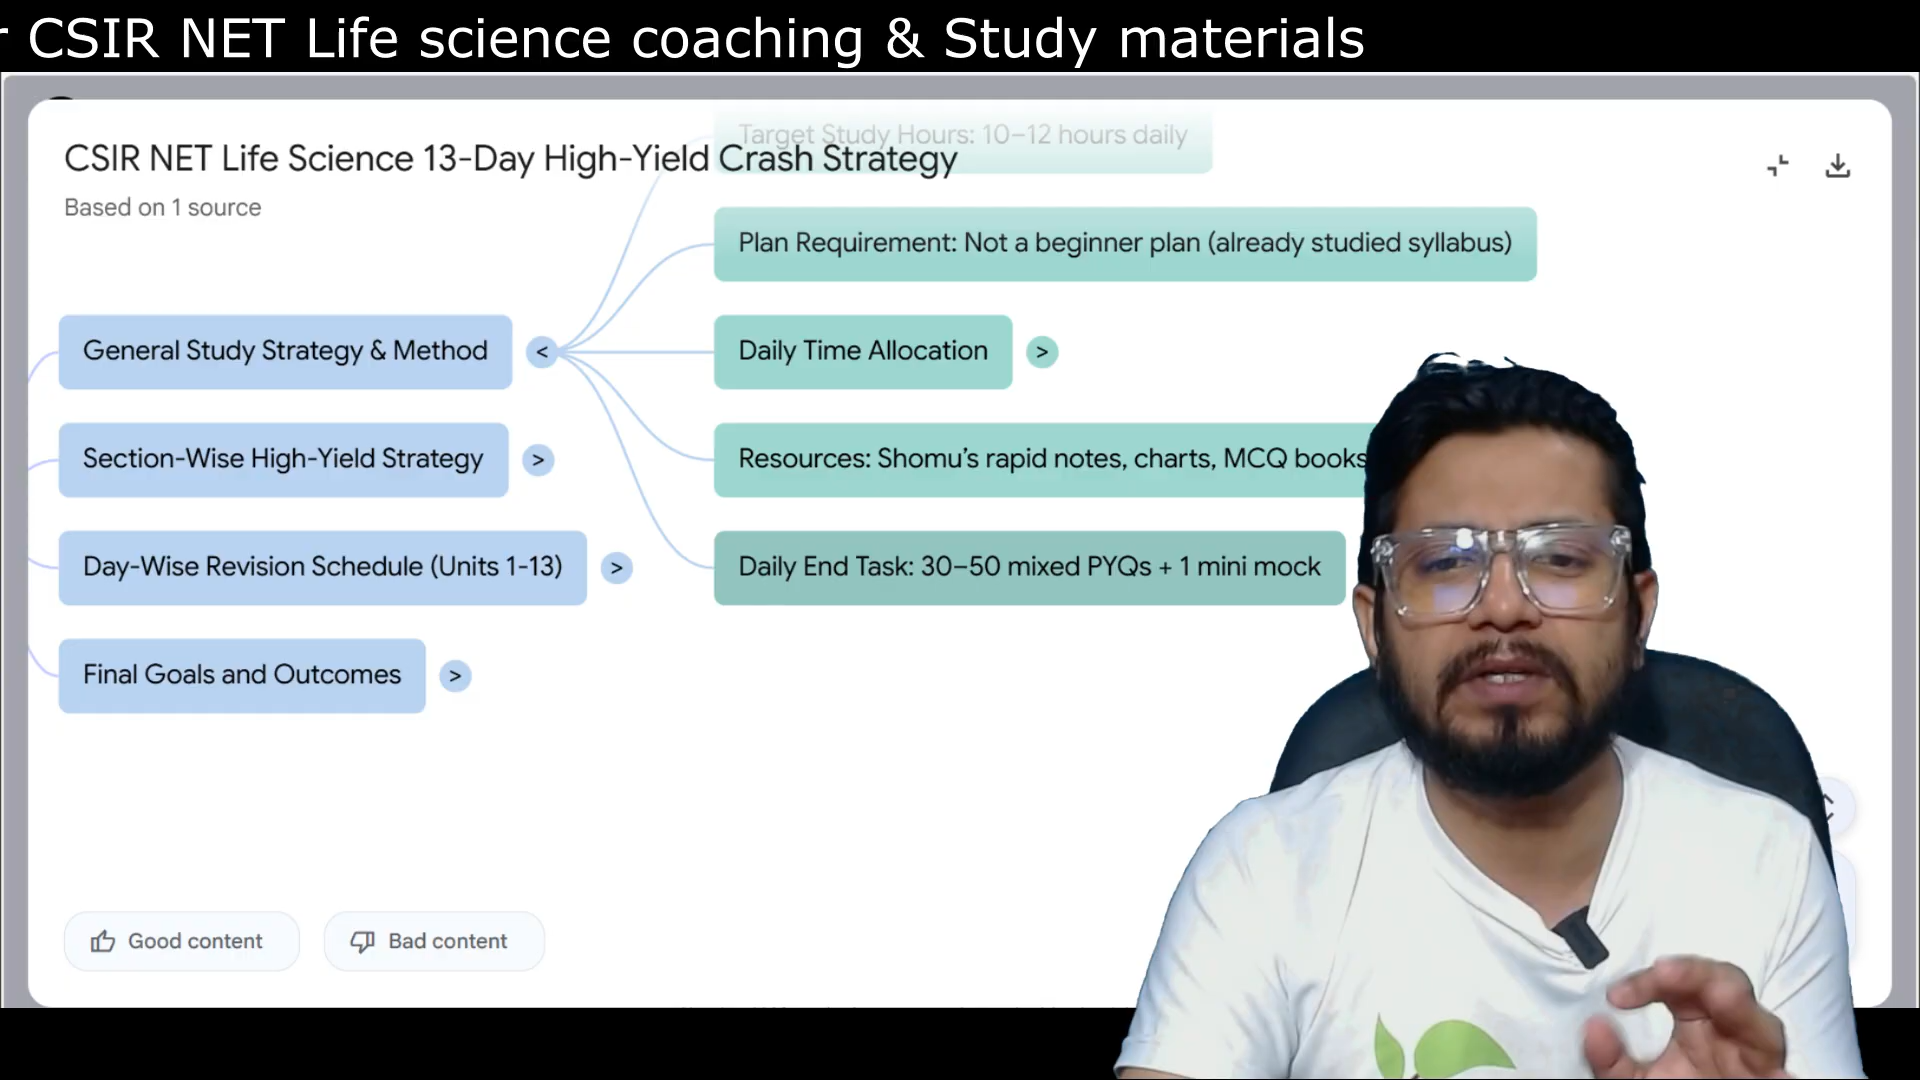 r CSIR NET Life science coaching & Study materials
Target Study Hours: 10–12 hours daily
CSIR NET Life Science 13-Day High-Yield Crash Strategy
Based on 1 source
Plan Requirement: Not a beginner plan (already studied syllabus)
General Study Strategy & Method <
Daily Time Allocation >
Section-Wise High-Yield Strategy >
Resources: Shomu’s rapid notes, charts, MCQ books
Day-Wise Revision Schedule (Units 1-13) >
Daily End Task: 30–50 mixed PYQs + 1 mini mock
Final Goals and Outcomes >
Good content
Bad content